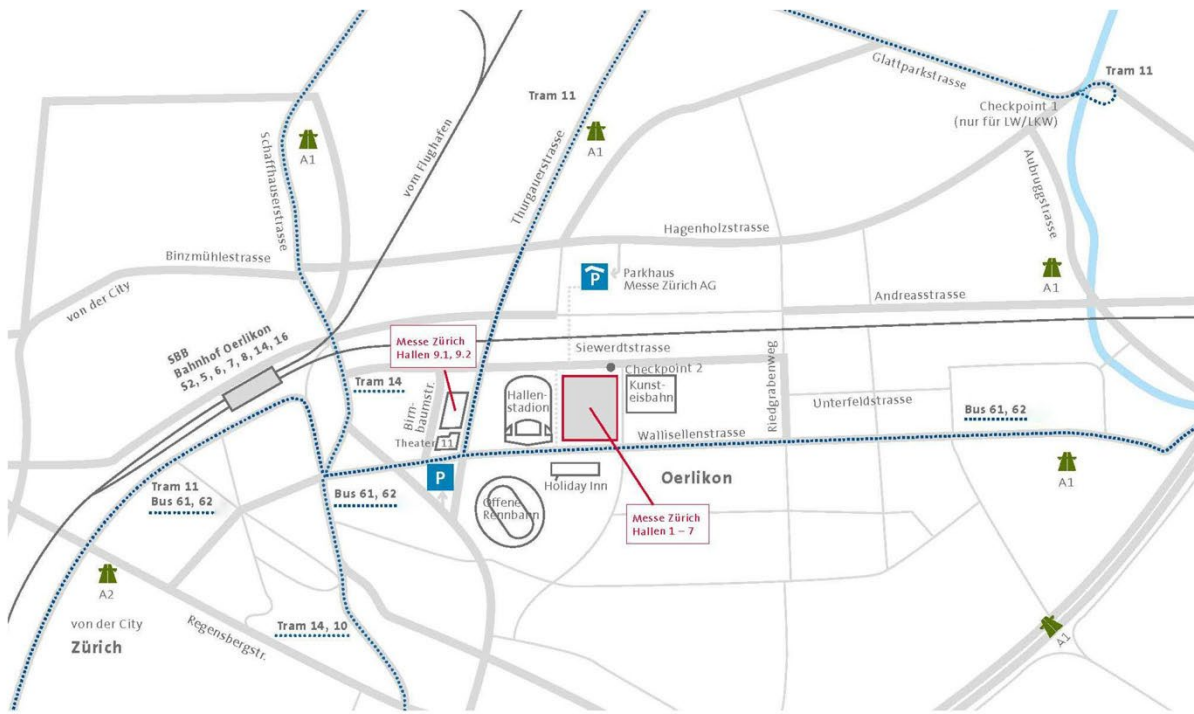 Glattparkstrasse
Tram 11
Tram 11
Checkpoint 1
(nur für LW/LKW)
A1
A1
Schaffhauserstrasse
vom Flughafen
Thurgauerstrasse
Aubruggstrasse
Hagenholzstrasse
Binzmühlestrasse
P
Parkhaus
Messe Zürich AG
A1
von der City
Andreasstrasse
SBB
Bahnhof Oerlikon
S2, 5, 6, 7, 8, 14, 16
Messe Zürich
Hallen 9.1, 9.2
Siewerdtstrasse
Checkpoint 2
Tram 14
Birn-
baumstr.
Hallen-
stadion
Kunst-
eisbahn
Riedgrabenweg
Unterfeldstrasse
Bus 61, 62
Theater 11
Wallisellenstrasse
P
A1
Tram 11
Bus 61, 62
Bus 61, 62
Holiday Inn
Oerlikon
Offene
Rennbahn
Messe Zürich
Hallen 1 – 7
A2
von der City
Zürich
Regensbergstr.
Tram 14, 10
A1